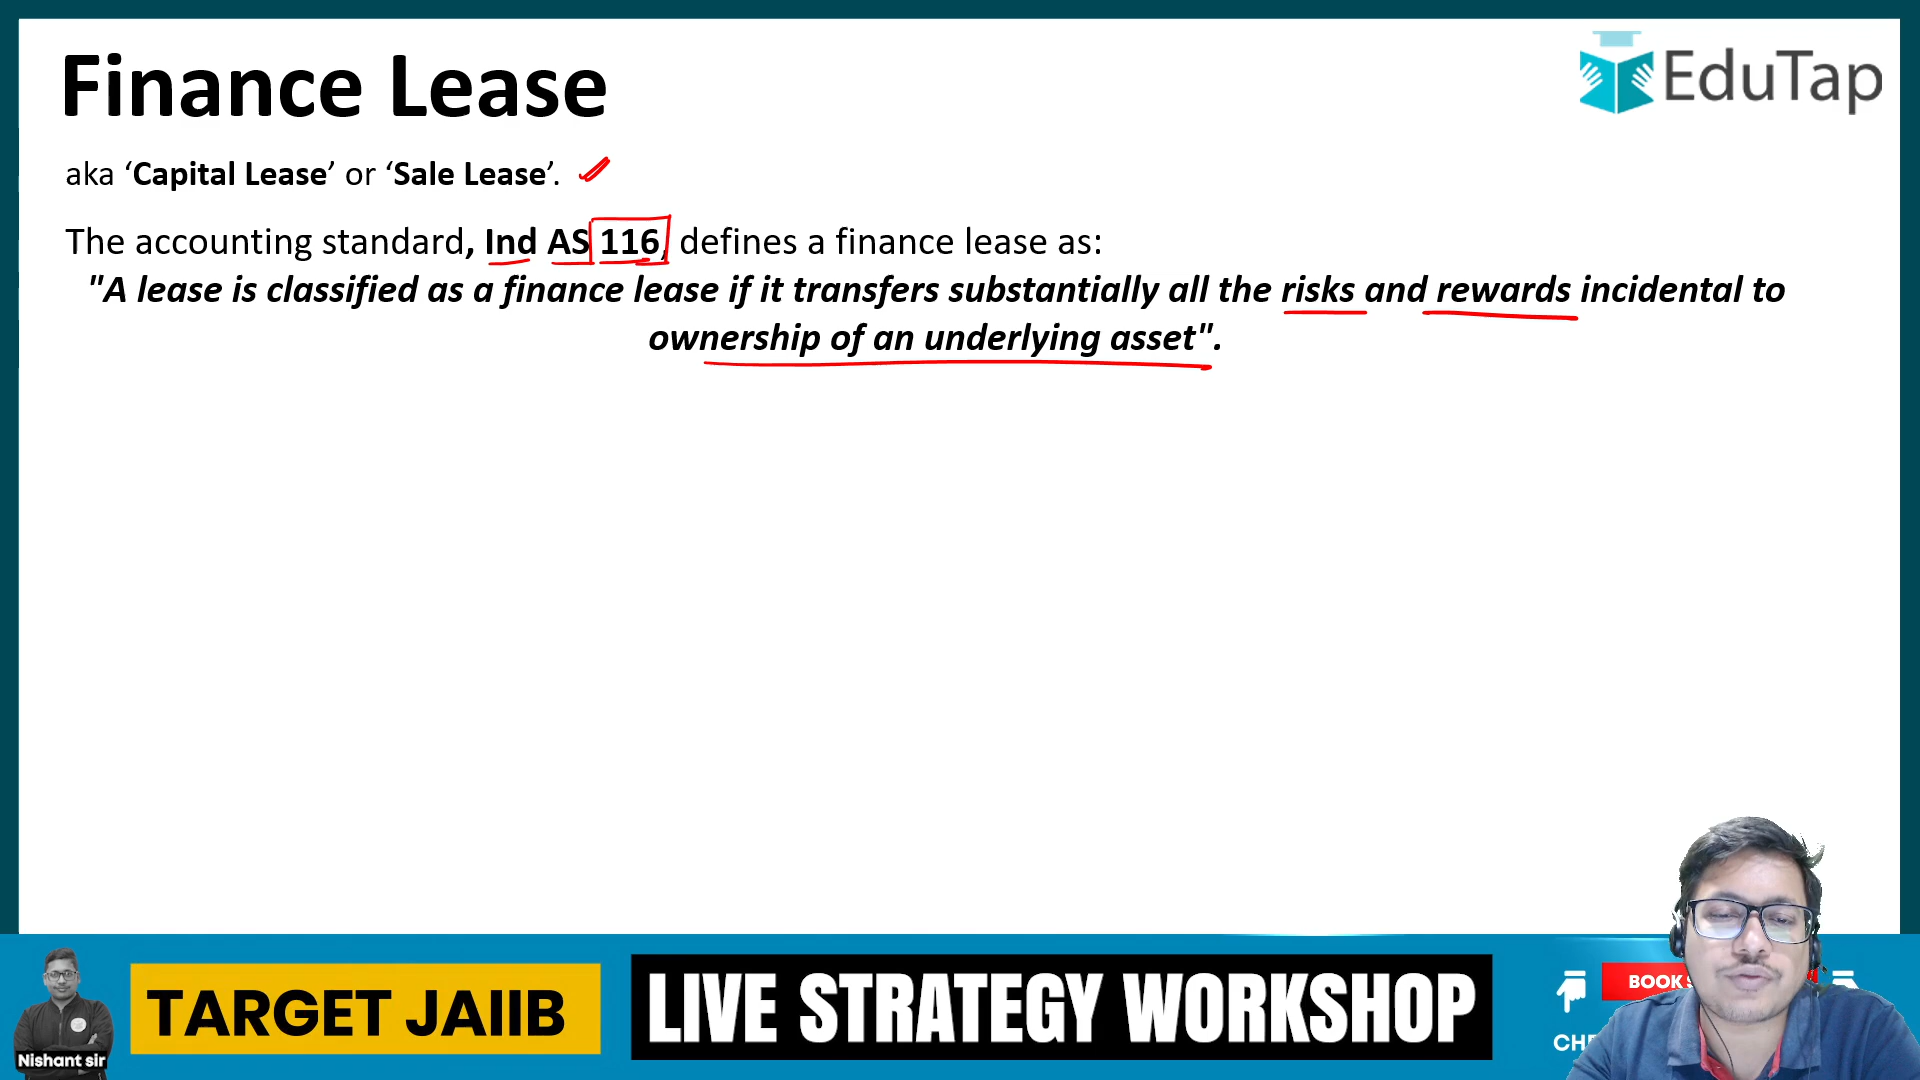 Finance Lease
EduTap
aka ‘Capital Lease’ or ‘Sale Lease’.
The accounting standard, Ind AS 116, defines a finance lease as:
"A lease is classified as a finance lease if it transfers substantially all the risks and rewards incidental to
ownership of an underlying asset".
Nishant sir
TARGET JAIIB
LIVE STRATEGY WORKSHOP
BOOK